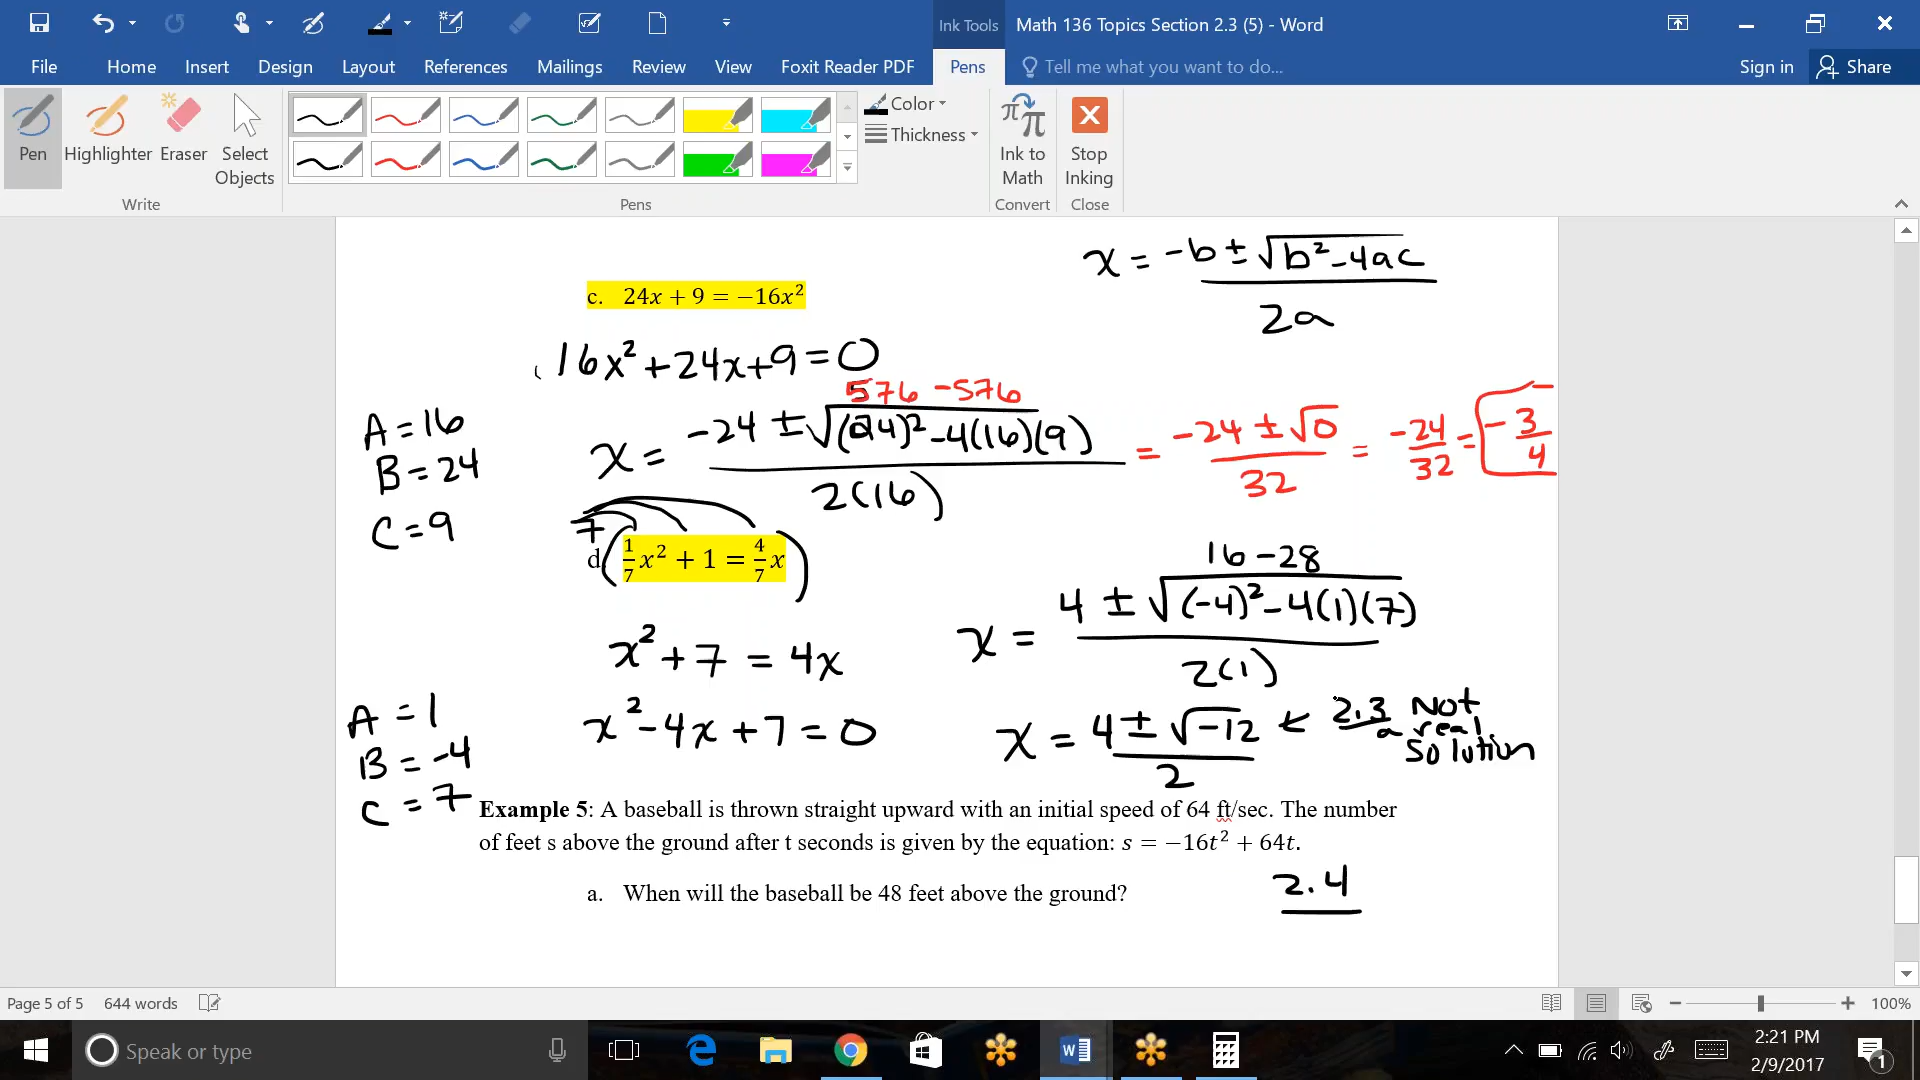 Ink Tools
Math 136 Topics Section 2.3 (5) - Word
File Home Insert Design Layout References Mailings Review View Foxit Reader PDF Pens Tell me what you want to do... Sign in Share
Pen Highlighter Eraser Select Objects
Color
Thickness
Ink to Math
Stop Inking
Write Pens Convert Close
x = -b ± √b² - 4ac
2a
c. 24x + 9 = −16x²
16x² + 24x + 9 = 0
576 - 576
A = 16
B = 24
C = 9
x = -24 ± √(24)² - 4(16)(9)
2(16)
= -24 ± √0
32
= -24
32
= -3
4
7
d. ( 1/7 x² + 1 = 4/7 x )
16 - 28
x = 4 ± √(-4)² - 4(1)(7)
2(1)
x² + 7 = 4x
x² - 4x + 7 = 0
A = 1
B = -4
C = 7
x = 4 ± √-12 ← 2.3 Not a real solution
2
Example 5: A baseball is thrown straight upward with an initial speed of 64 ft/sec. The number
of feet s above the ground after t seconds is given by the equation: s = −16t² + 64t.
2.4
a. When will the baseball be 48 feet above the ground?
Page 5 of 5 644 words
100%
Speak or type
2:21 PM
2/9/2017
1